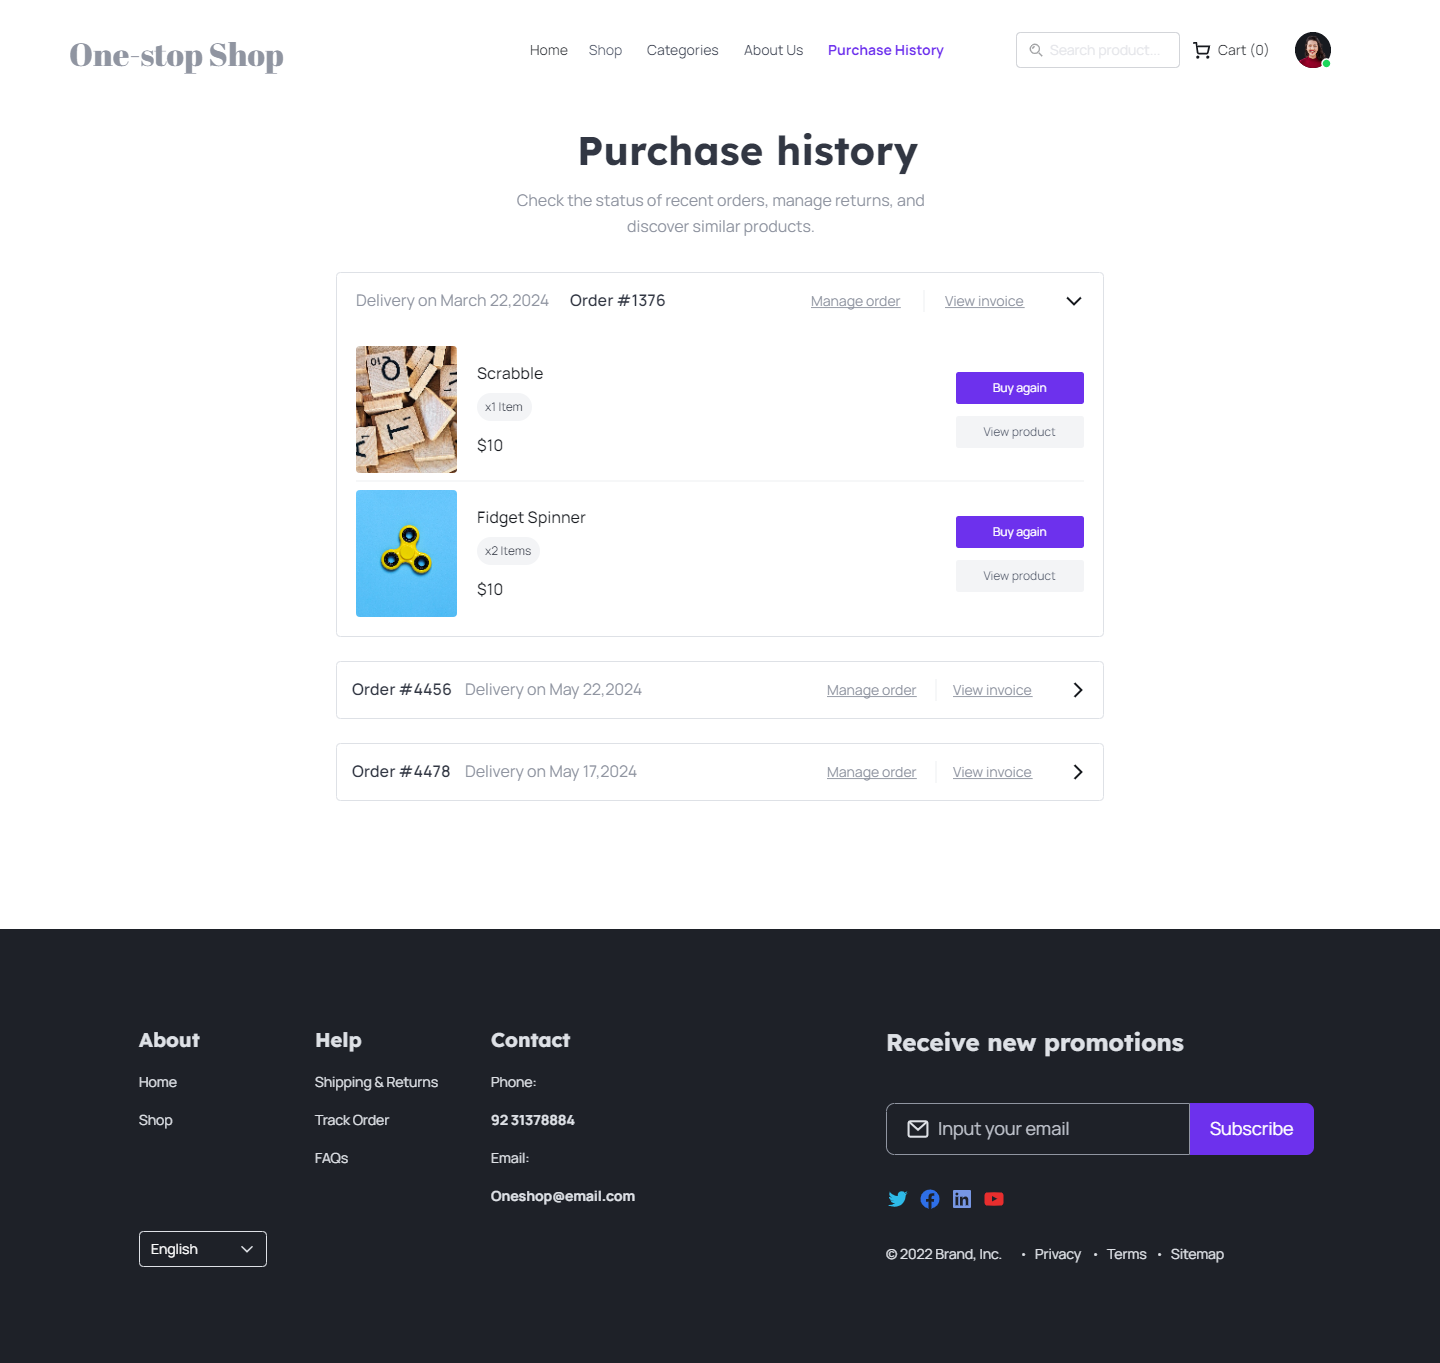 One-stop Shop
Home Shop Categories About Us Purchase History
Search product...
Cart (0)
Purchase history
Check the status of recent orders, manage returns, and
discover similar products.
Delivery on March 22,2024 Order #1376 Manage order View invoice
Scrabble
x1 Item
$10
Buy again
View product
Fidget Spinner
x2 Items
$10
Buy again
View product
Order #4456 Delivery on May 22,2024 Manage order View invoice
Order #4478 Delivery on May 17,2024 Manage order View invoice
About
Home
Shop
Help
Shipping & Returns
Track Order
FAQs
Contact
Phone:
92 31378884
Email:
Oneshop@email.com
English
Receive new promotions
Input your email Subscribe
© 2022 Brand, Inc. • Privacy • Terms • Sitemap